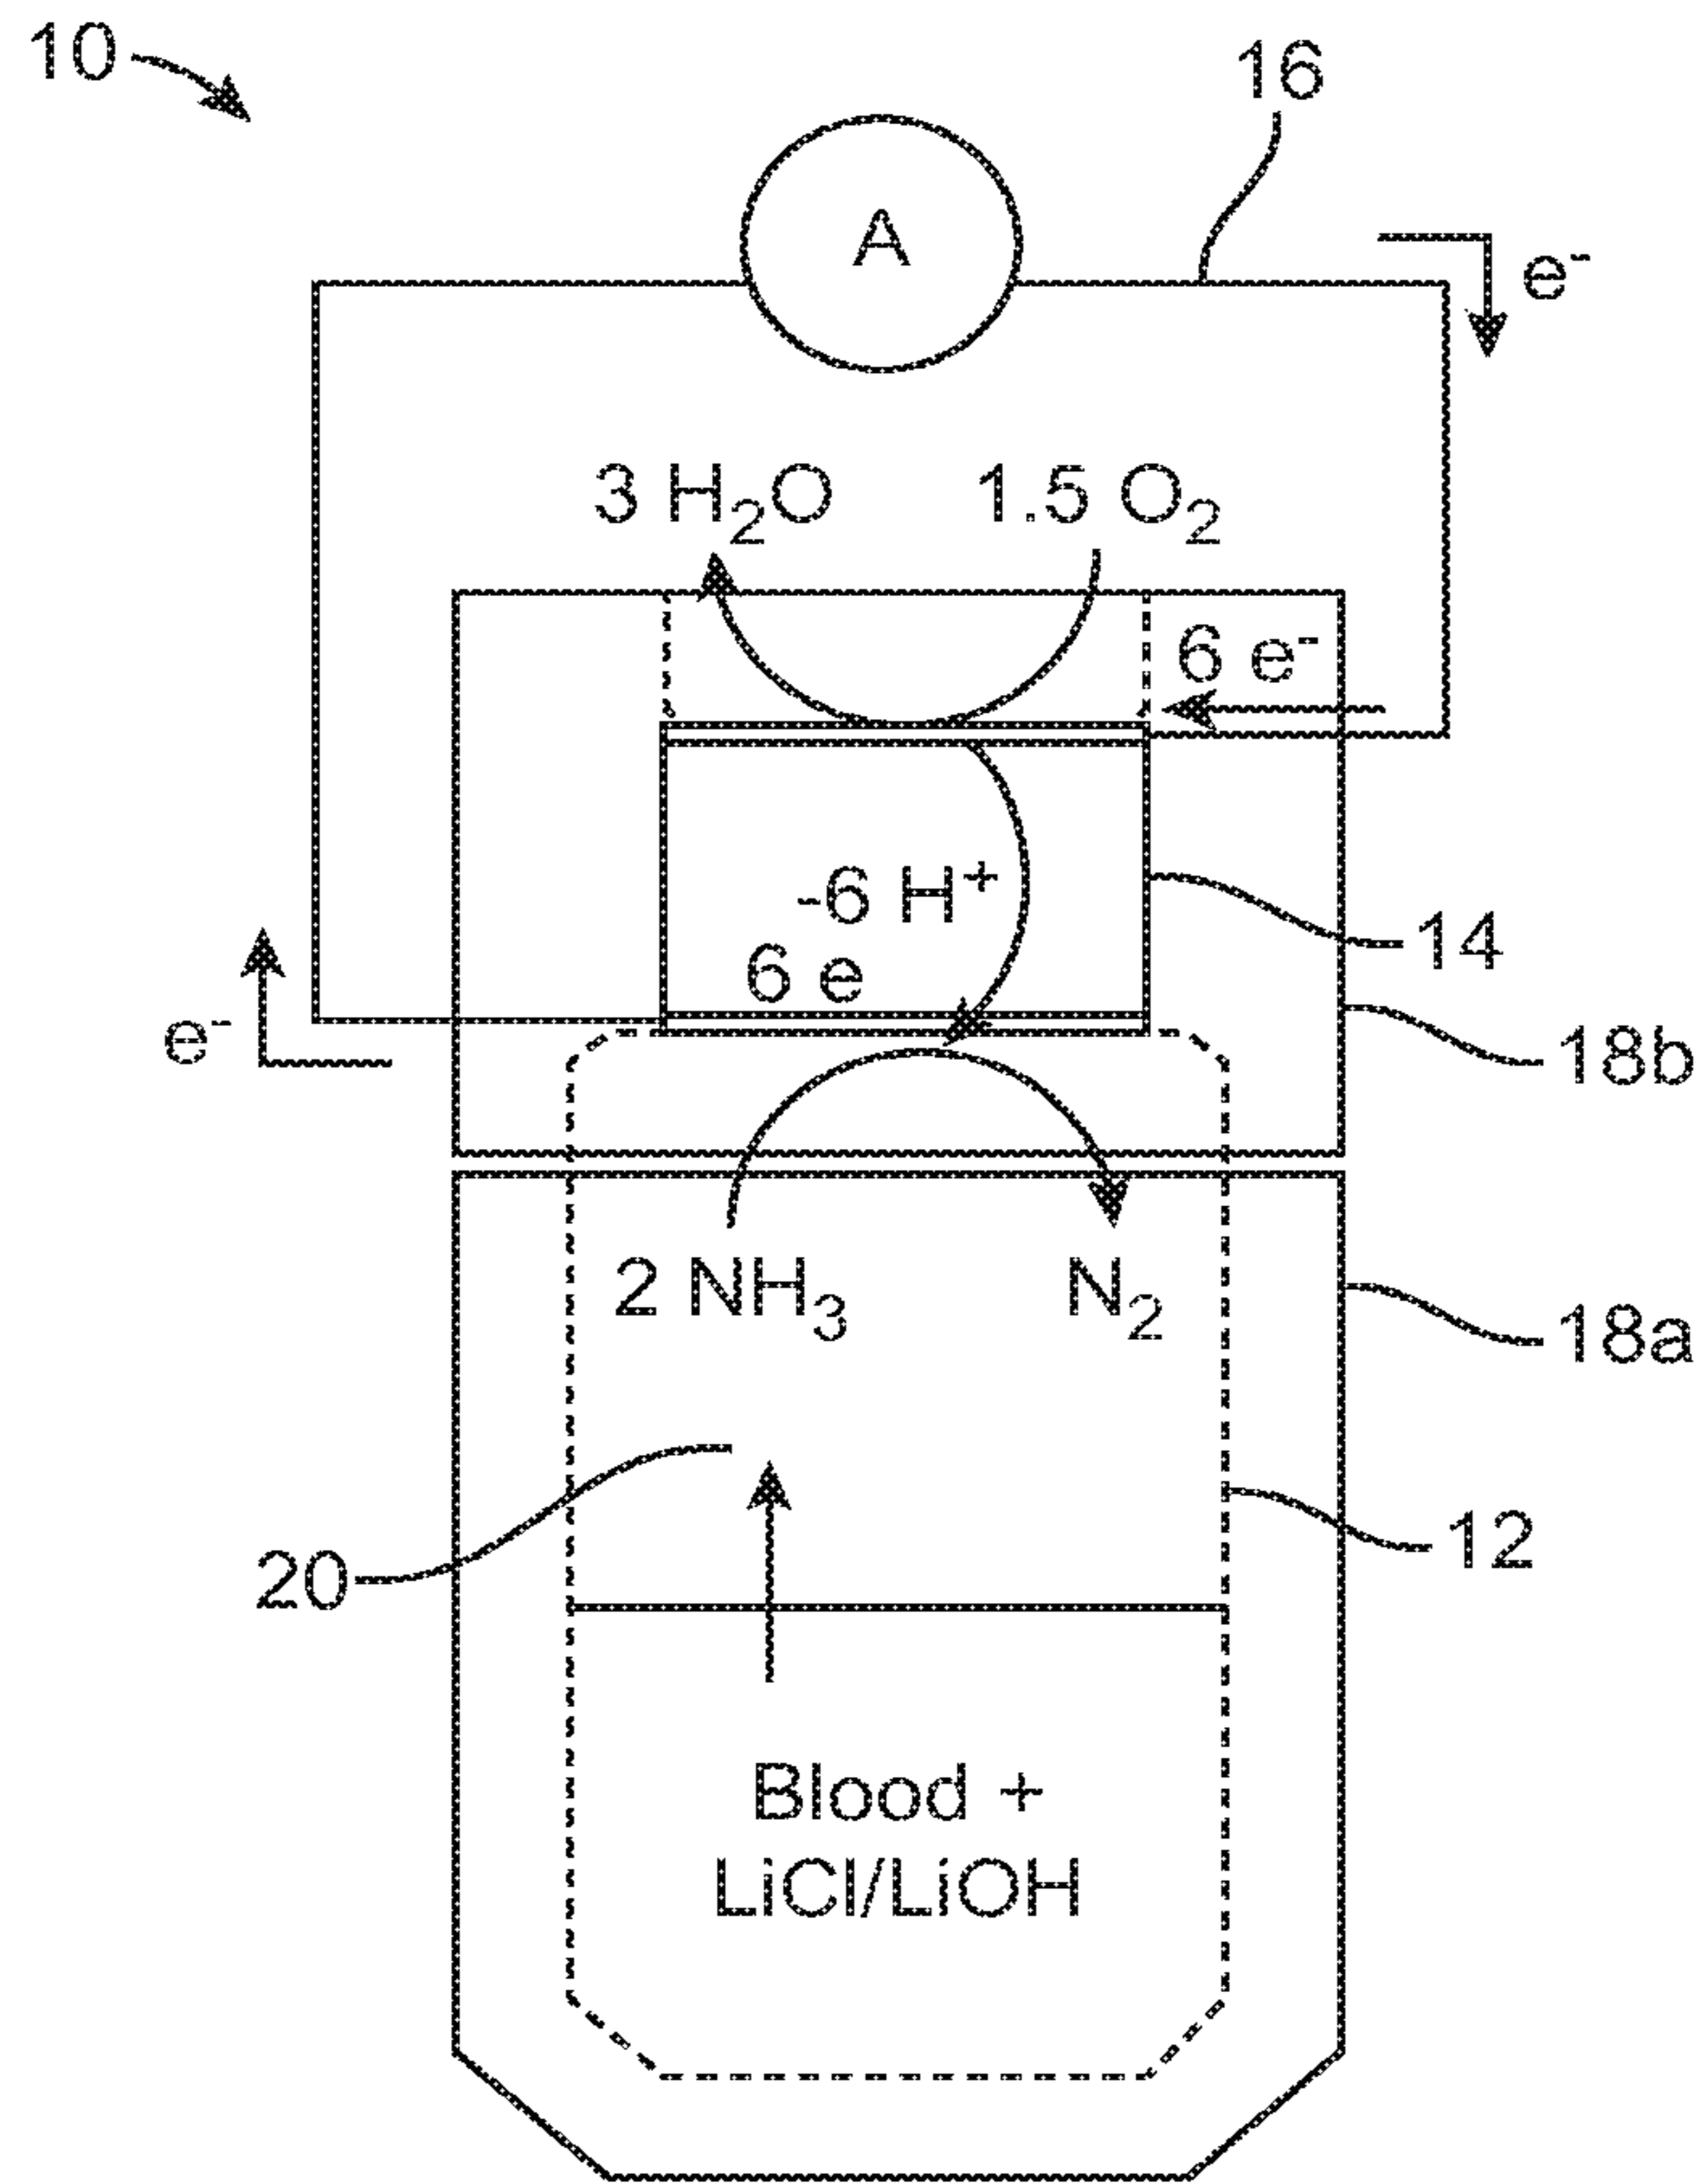 10
16
A
e⁻
3 H₂O 1.5 O₂
6 e⁻
-6 H⁺
6 e
14
e⁻
18b
2 NH₃ N₂
18a
20
12
Blood +
LiCl/LiOH